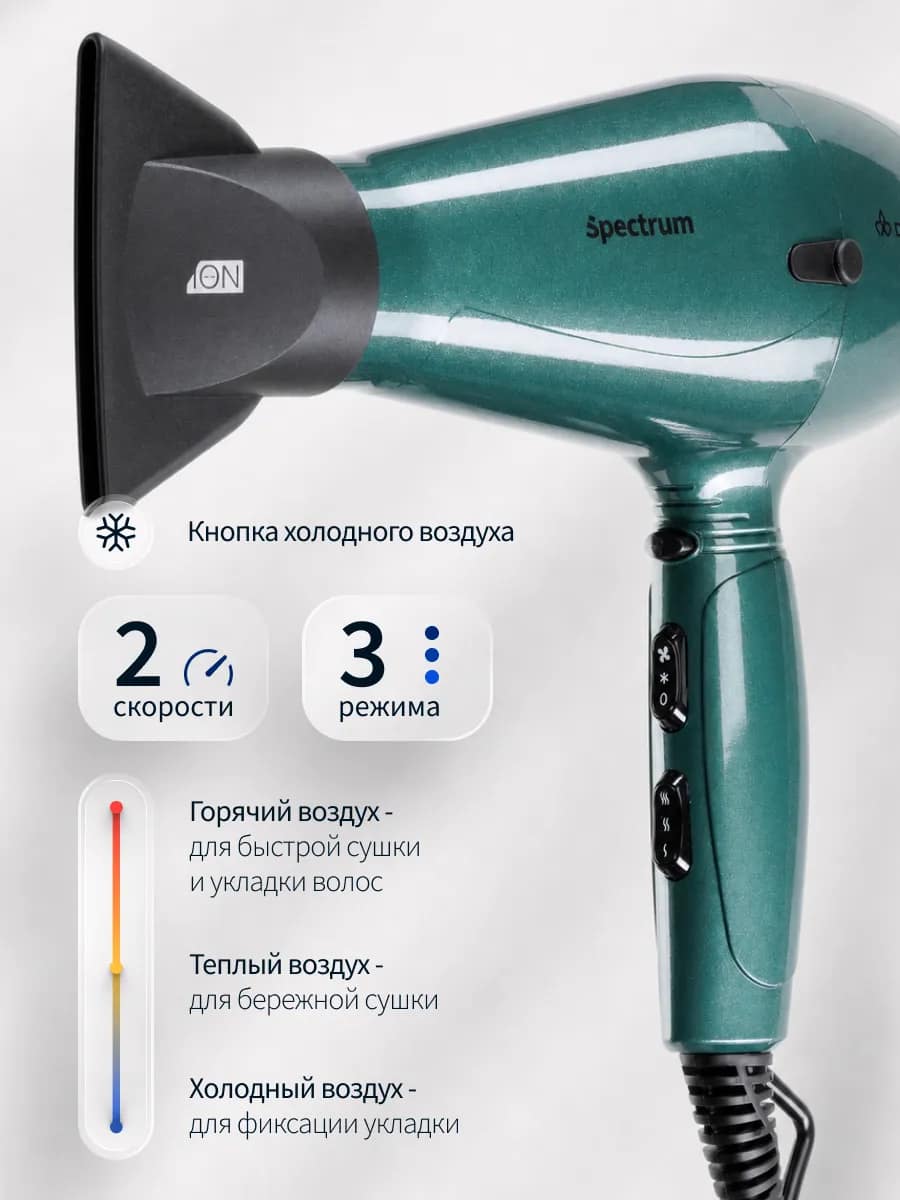 Spectrum
ION
Кнопка холодного воздуха
2
скорости
3
режима
Горячий воздух -
для быстрой сушки
и укладки волос
Теплый воздух -
для бережной сушки
Холодный воздух -
для фиксации укладки
0